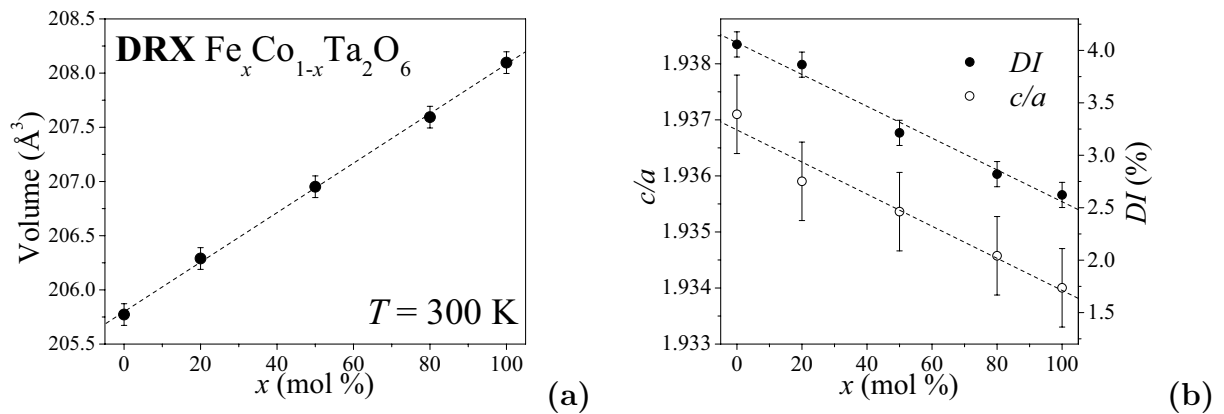 DRX FeₓCo₁₋ₓTa₂O₆
Volume (Å³)
208.5
208.0
207.5
207.0
206.5
206.0
205.5
T = 300 K
0 20 40 60 80 100
x (mol %)
(a)
DI
c/a
c/a
1.938
1.937
1.936
1.935
1.934
1.933
4.0
3.5
3.0
2.5
2.0
1.5
DI (%)
0 20 40 60 80 100
x (mol %)
(b)